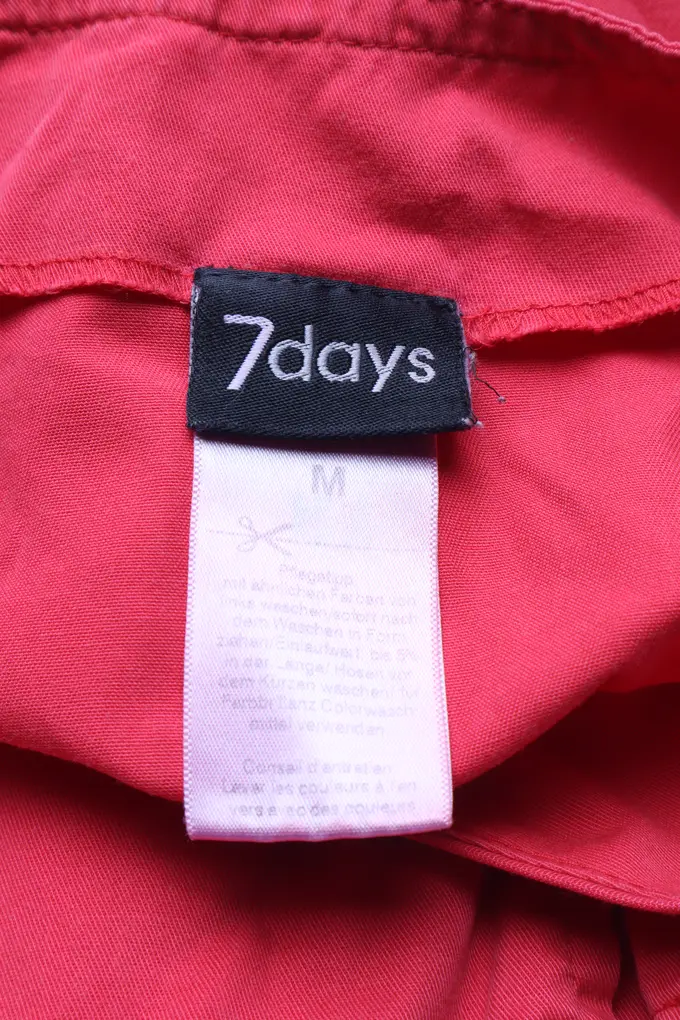 7days
M
Pflegetipp
mit ähnlichen Farben von
links waschen/sofort nach
dem Waschen in Form
ziehen/Einlaufwert bis 5%
in der Länge/Hosen vor
dem Kürzen waschen/für
Farbbrillanz Colorwasch-
mittel verwenden
Conseil d'entretien
Laver les couleurs à l'en
vers avec des couleurs